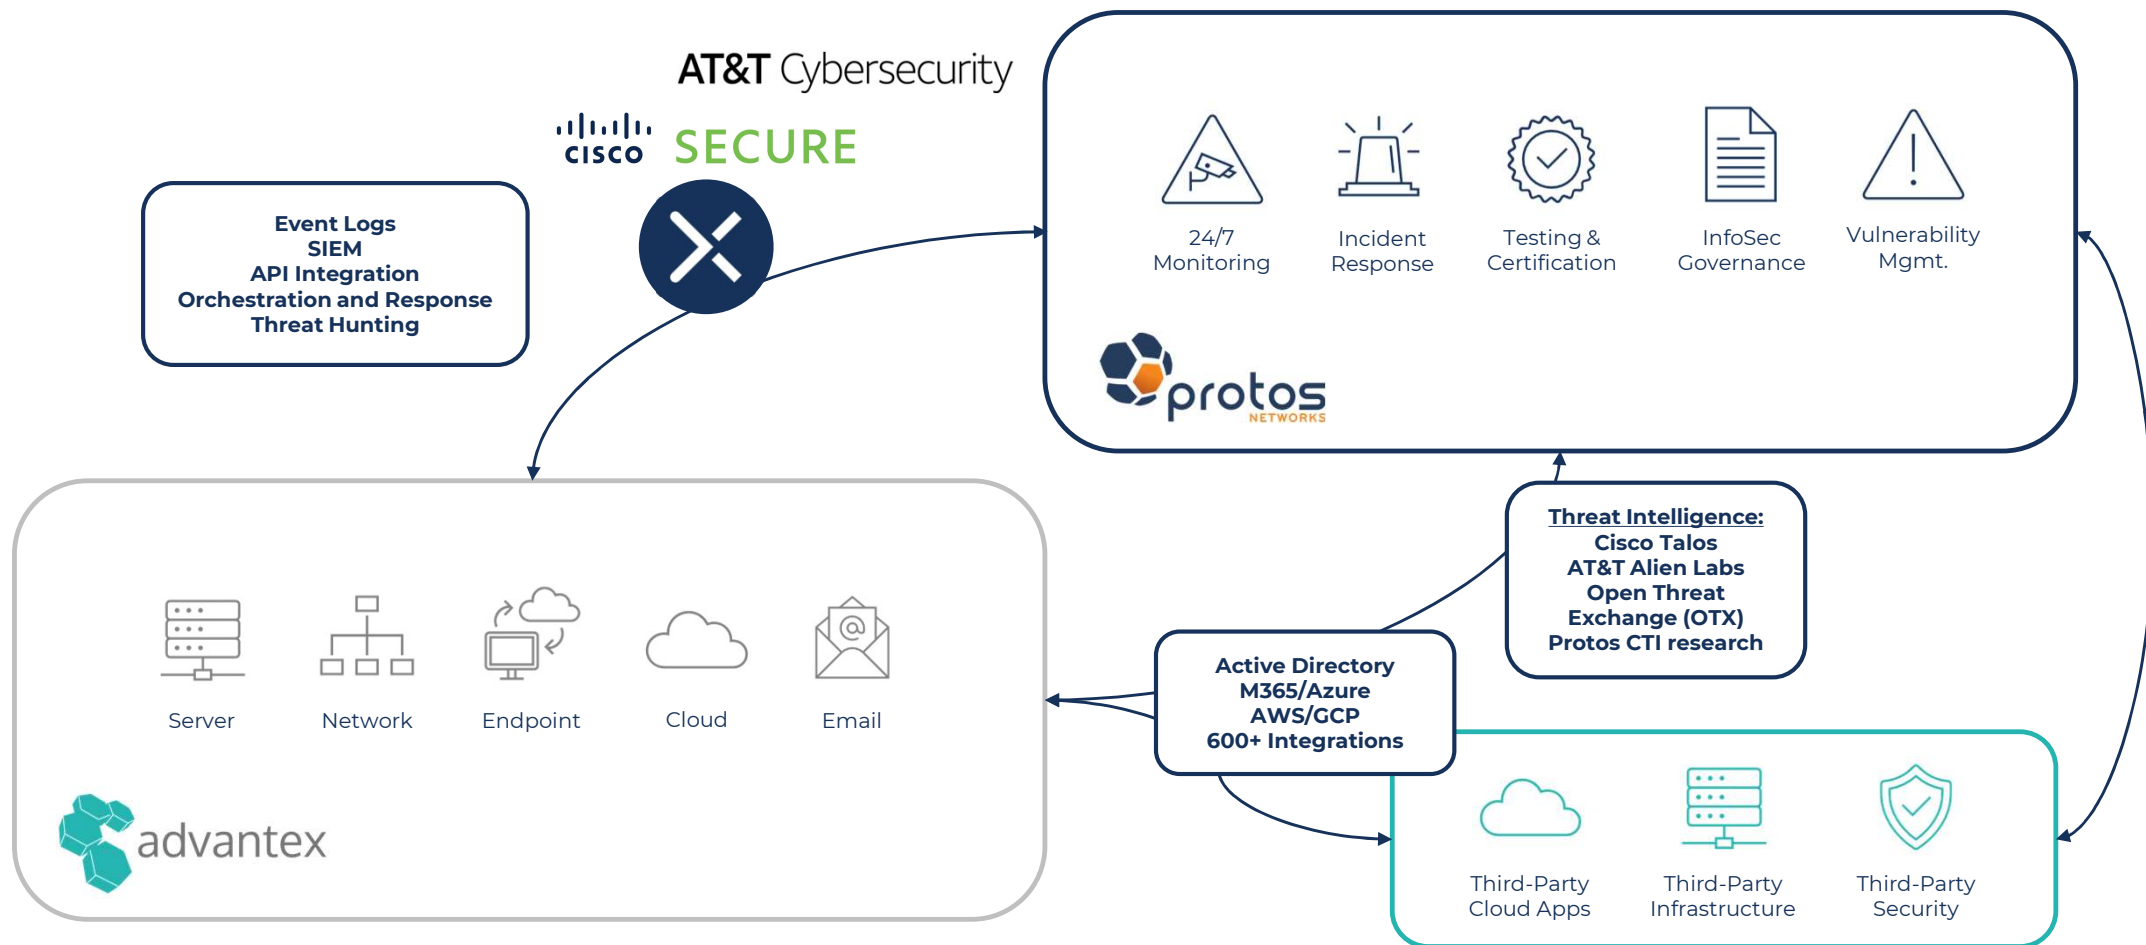 AT&T Cybersecurity
CISCO SECURE
Event Logs
SIEM
API Integration
Orchestration and Response
Threat Hunting
24/7
Monitoring
Incident
Response
Testing &
Certification
InfoSec
Governance
Vulnerability
Mgmt.
protos
NETWORKS
Threat Intelligence:
Cisco Talos
AT&T Alien Labs
Open Threat
Exchange (OTX)
Protos CTI research
Active Directory
M365/Azure
AWS/GCP
600+ Integrations
Server
Network
Endpoint
Cloud
Email
advantex
Third-Party
Cloud Apps
Third-Party
Infrastructure
Third-Party
Security